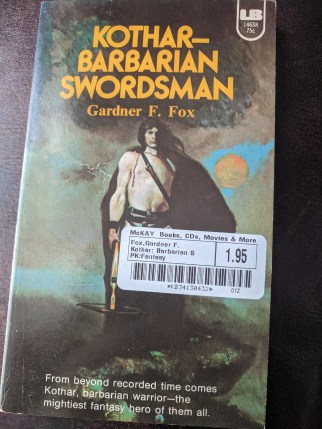 LB
75¢
KOTHAR—
BARBARIAN
SWORDSMAN
Gardner F. Fox
McKAY Books, CDs, Movies & More
Fox,Gardner F.
Kothar: Barbarian S
PK:Fantasy
1.95
012
From beyond recorded time comes
Kothar, barbarian warrior—the
mightiest fantasy hero of them all.